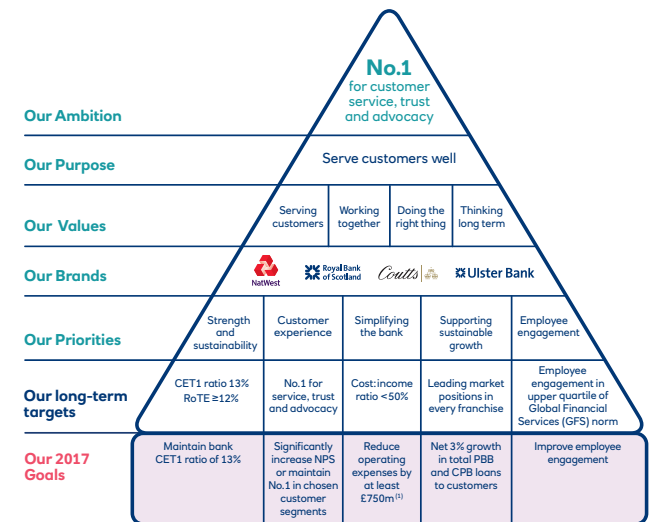 No.1
for customer
service, trust
and advocacy
Our Ambition
Our Purpose
Serve customers well
Our Values
Serving
customers
Working
together
Doing the
right thing
Thinking
long term
Our Brands
NatWest
Royal Bank
of Scotland
Coutts
Ulster Bank
Our Priorities
Strength
and
sustainability
Customer
experience
Simplifying
the bank
Supporting
sustainable
growth
Employee
engagement
Our long-term
targets
CET1 ratio 13%
RoTE ≥12%
No.1 for
service, trust
and advocacy
Cost:income
ratio <50%
Leading market
positions in
every franchise
Employee
engagement in
upper quartile of
Global Financial
Services (GFS) norm
Our 2017
Goals
Maintain bank
CET1 ratio of 13%
Significantly
increase NPS
or maintain
No.1 in chosen
customer
segments
Reduce
operating
expenses by
at least
£750m (1)
Net 3% growth
in total PBB
and CPB loans
to customers
Improve employee
engagement